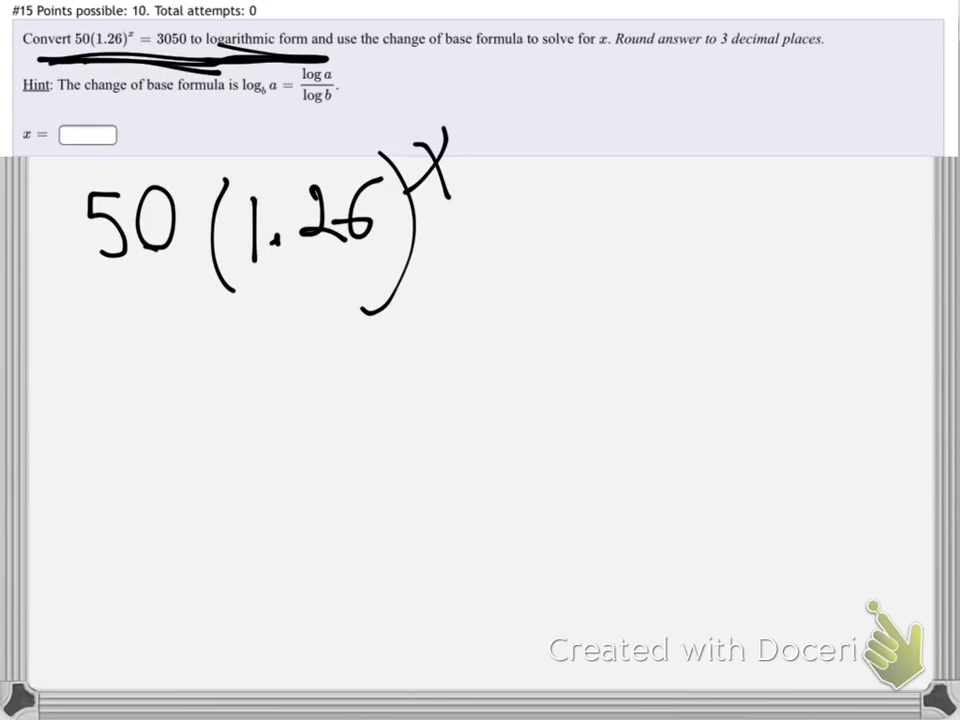 #15 Points possible: 10. Total attempts: 0
Convert 50(1.26)^x = 3050 to logarithmic form and use the change of base formula to solve for x. Round answer to 3 decimal places.
Hint: The change of base formula is log_b a = log a / log b.
x =
50 (1.26)^x
Created with Doceri